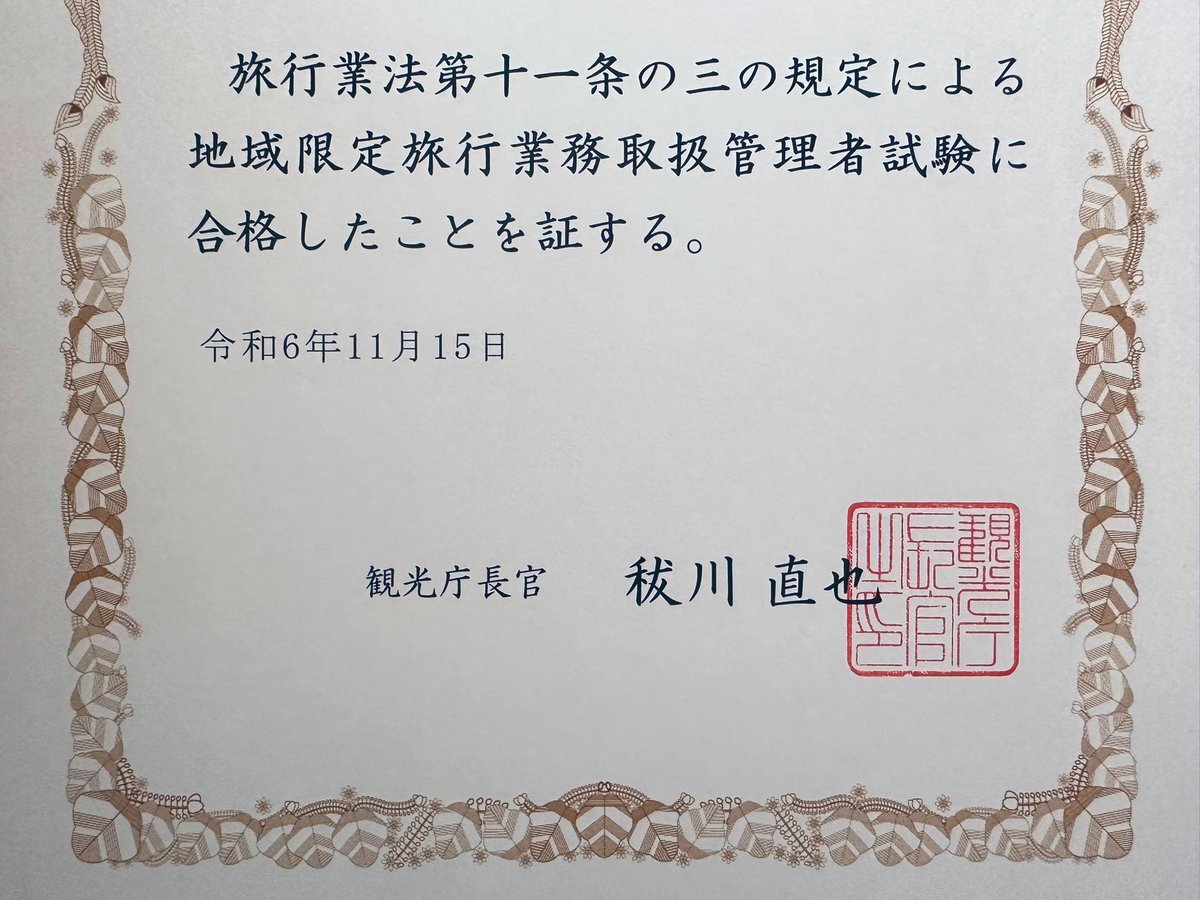 旅行業法第十一条の三の規定による
地域限定旅行業務取扱管理者試験に
合格したことを証する。
令和6年11月15日
観光庁長官 秡川 直也
観光庁
長官
之印